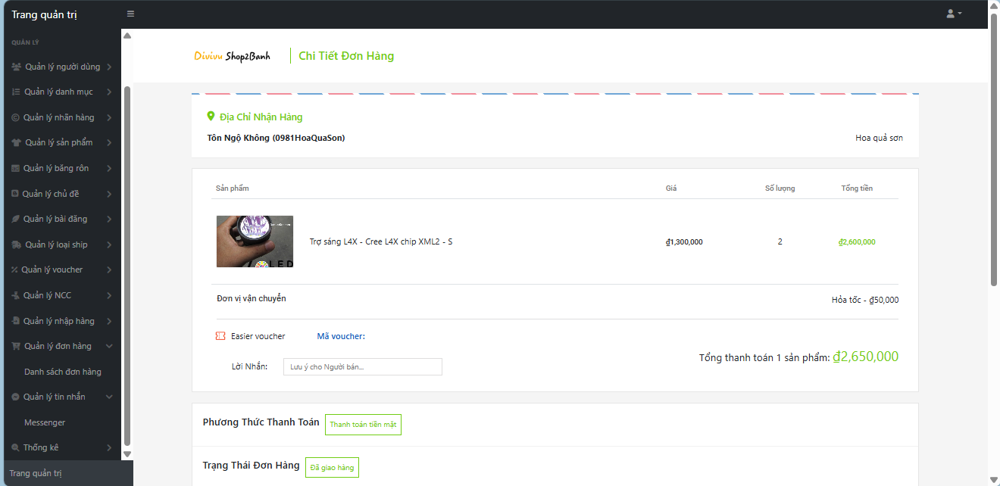 Trang quản trị
QUẢN LÝ
Quản lý người dùng
Quản lý danh mục
Quản lý nhãn hàng
Quản lý sản phẩm
Quản lý băng rôn
Quản lý chủ đề
Quản lý bài đăng
Quản lý loại ship
Quản lý voucher
Quản lý NCC
Quản lý nhập hàng
Quản lý đơn hàng
Danh sách đơn hàng
Quản lý tin nhắn
Messenger
Thống kê
Trang quản trị
Divivu Shop2Banh
Chi Tiết Đơn Hàng
Địa Chỉ Nhận Hàng
Tôn Ngộ Không (0981HoaQuaSon) Hoa quả sơn
Sản phẩm Giá Số lượng Tổng tiền
Trợ sáng L4X - Cree L4X chip XML2 - S ₫1,300,000 2 ₫2,600,000
LED
Đơn vị vận chuyển Hỏa tốc - ₫50,000
Easier voucher Mã voucher:
Lời Nhắn: Lưu ý cho Người bán...
Tổng thanh toán 1 sản phẩm: ₫2,650,000
Phương Thức Thanh Toán Thanh toán tiền mặt
Trạng Thái Đơn Hàng Đã giao hàng